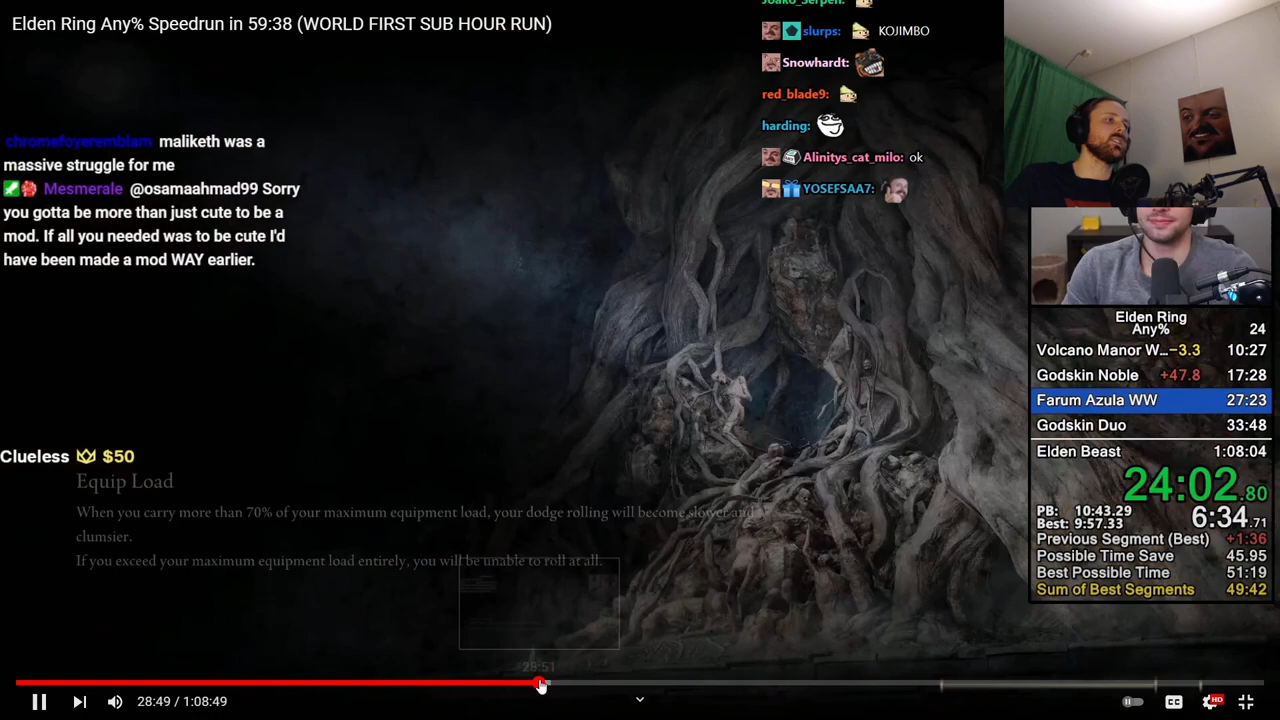 Elden Ring Any% Speedrun in 59:38 (WORLD FIRST SUB HOUR RUN)
slurps: KOJIMBO
Snowhardt:
red_blade9:
harding:
Alinitys_cat_milo: ok
YOSEFSAA7:
chromefoyeremblam maliketh was a
massive struggle for me
Mesmerale @osamaahmad99 Sorry
you gotta be more than just cute to be a
mod. If all you needed was to be cute I'd
have been made a mod WAY earlier.
Clueless $50
Equip Load
When you carry more than 70% of your maximum equipment load, your dodge rolling will become slower and
clumsier.
If you exceed your maximum equipment load entirely, you will be unable to roll at all.
Elden Ring
Any% 24
Volcano Manor W... −3.3 10:27
Godskin Noble +47.8 17:28
Farum Azula WW 27:23
Godskin Duo 33:48
Elden Beast 1:08:04
24:02.80
PB: 10:43.29
Best: 9:57.33
6:34.71
Previous Segment (Best) +1:36
Possible Time Save 45.95
Best Possible Time 51:19
Sum of Best Segments 49:42
28:51
28:49 / 1:08:49
CC
HD